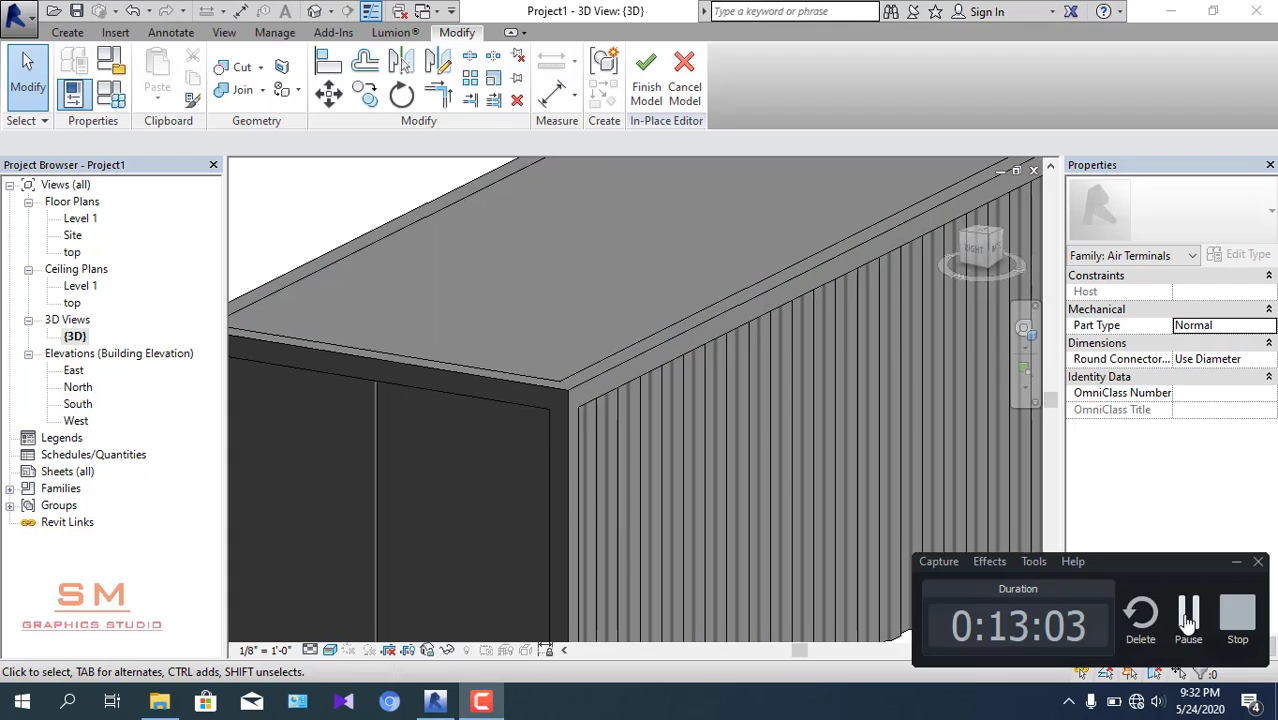 Project1 - 3D View: {3D}
Type a keyword or phrase
Sign In
Create Insert Annotate View Manage Add-Ins Lumion® Modify
Modify
Paste
Cut
Join
Finish Model
Cancel Model
Select
Properties
Clipboard
Geometry
Modify
Measure
Create
In-Place Editor
Project Browser - Project1
Views (all)
Floor Plans
Level 1
Site
top
Ceiling Plans
Level 1
top
3D Views
{3D}
Elevations (Building Elevation)
East
North
South
West
Legends
Schedules/Quantities
Sheets (all)
Families
Groups
Revit Links
SM
GRAPHICS STUDIO
RIGHT
Properties
Family: Air Terminals
Edit Type
Constraints
Host
Mechanical
Part Type Normal
Dimensions
Round Connector... Use Diameter
Identity Data
OmniClass Number
OmniClass Title
Capture Effects Tools Help
Duration
0:13:03
Delete
Pause
Stop
1/8" = 1'-0"
Click to select, TAB for alternates, CTRL adds, SHIFT unselects.
:0
9:32 PM
5/24/2020
4